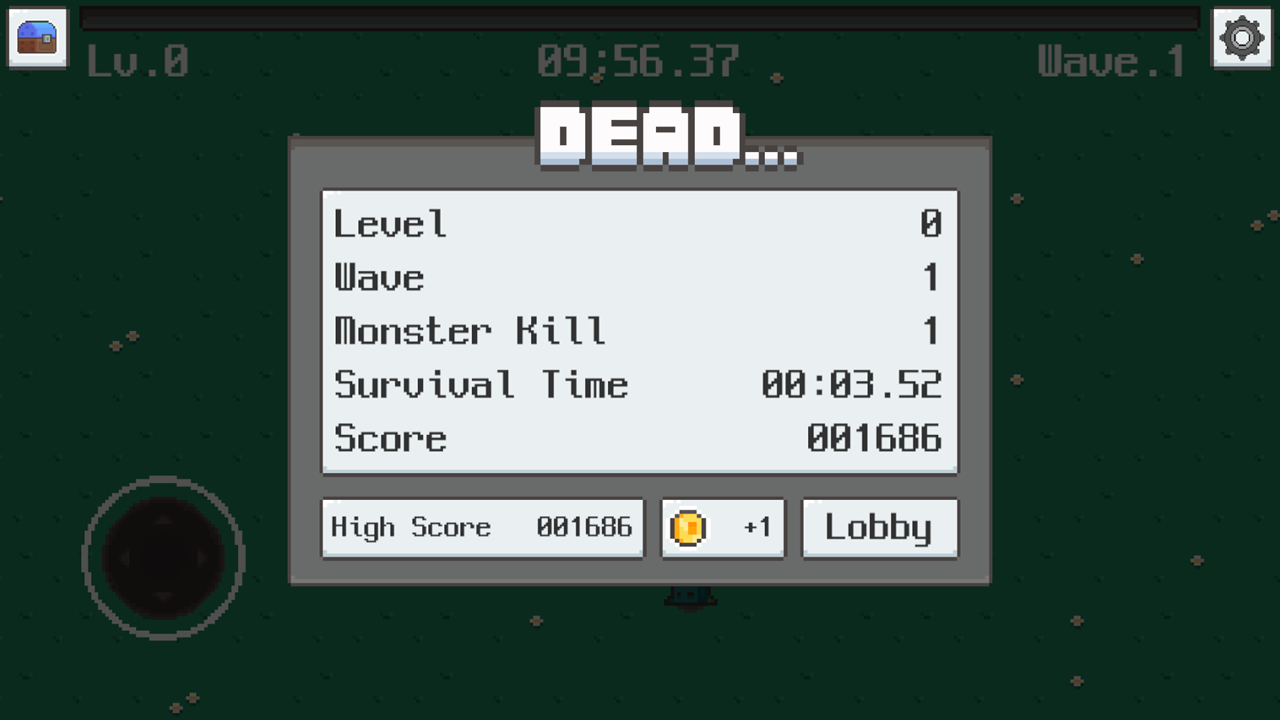 Lv.0 09;56.37 Wave.1
DEAD...
Level 0
Wave 1
Monster Kill 1
Survival Time 00:03.52
Score 001686
High Score 001686 +1 Lobby